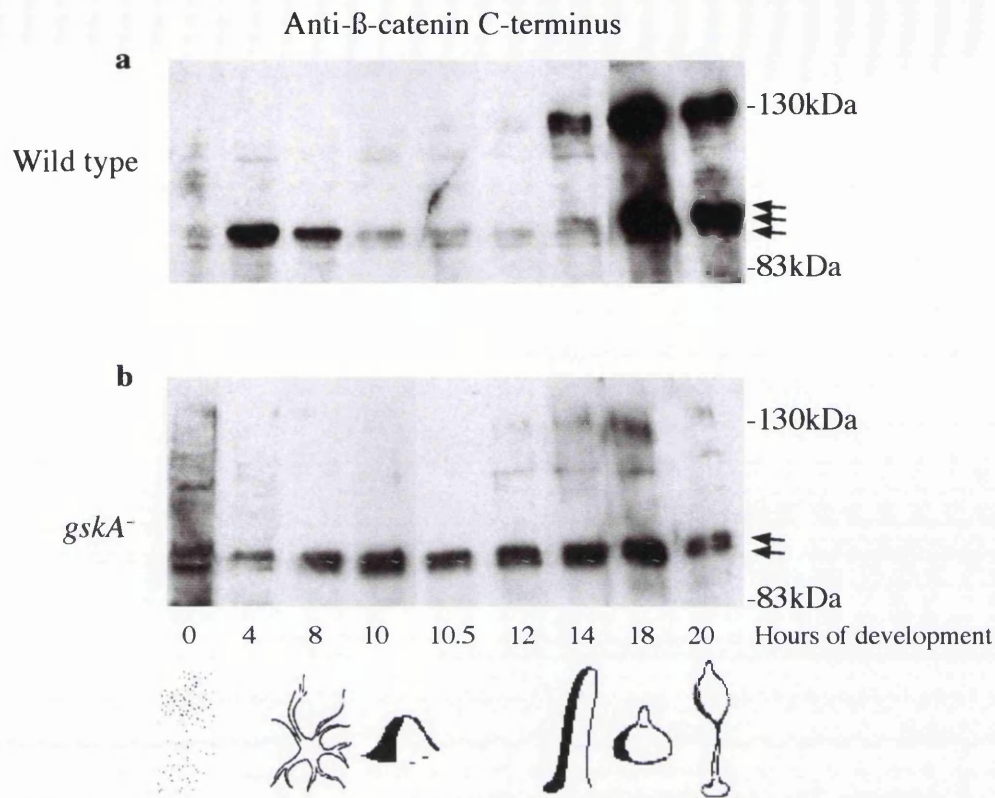 Anti-ß-catenin C-terminus
a
-130kDa
Wild type
-83kDa
b
-130kDa
gskA⁻
-83kDa
0 4 8 10 10.5 12 14 18 20 Hours of development